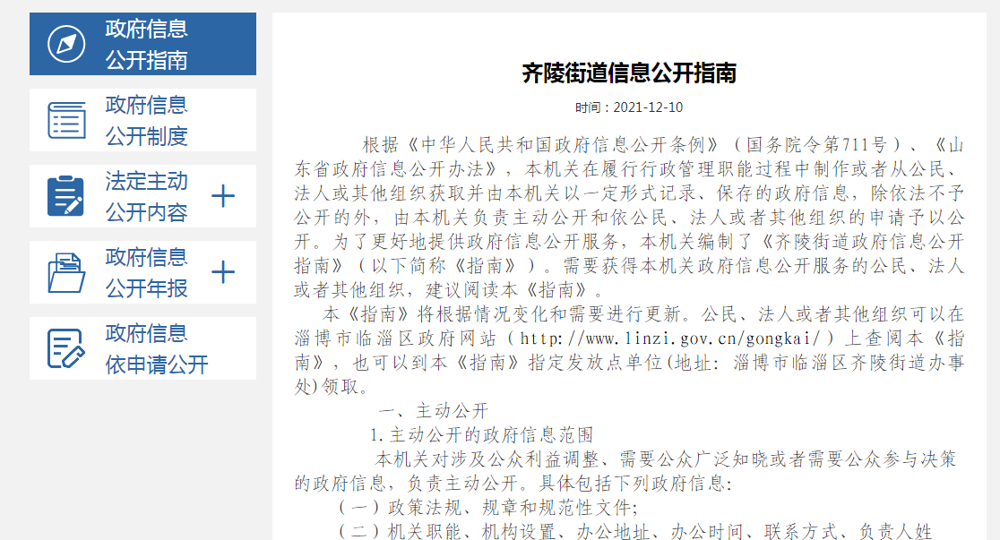 政府信息
公开指南
政府信息
公开制度
法定主动
公开内容
政府信息
公开年报
政府信息
依申请公开
齐陵街道信息公开指南
时间：2021-12-10
根据《中华人民共和国政府信息公开条例》（国务院令第711号）、《山
东省政府信息公开办法》，本机关在履行行政管理职能过程中制作或者从公民、
法人或其他组织获取并由本机关以一定形式记录、保存的政府信息，除依法不予
公开的外，由本机关负责主动公开和依公民、法人或者其他组织的申请予以公
开。为了更好地提供政府信息公开服务，本机关编制了《齐陵街道政府信息公开
指南》（以下简称《指南》）。需要获得本机关政府信息公开服务的公民、法人
或者其他组织，建议阅读本《指南》。
本《指南》将根据情况变化和需要进行更新。公民、法人或者其他组织可以在
淄博市临淄区政府网站（http://www.linzi.gov.cn/gongkai/）上查阅本《指
南》，也可以到本《指南》指定发放点单位(地址：淄博市临淄区齐陵街道办事
处)领取。
一、主动公开
1.主动公开的政府信息范围
本机关对涉及公众利益调整、需要公众广泛知晓或者需要公众参与决策
的政府信息，负责主动公开。具体包括下列政府信息：
（一）政策法规、规章和规范性文件；
（二）机关职能、机构设置、办公地址、办公时间、联系方式、负责人姓